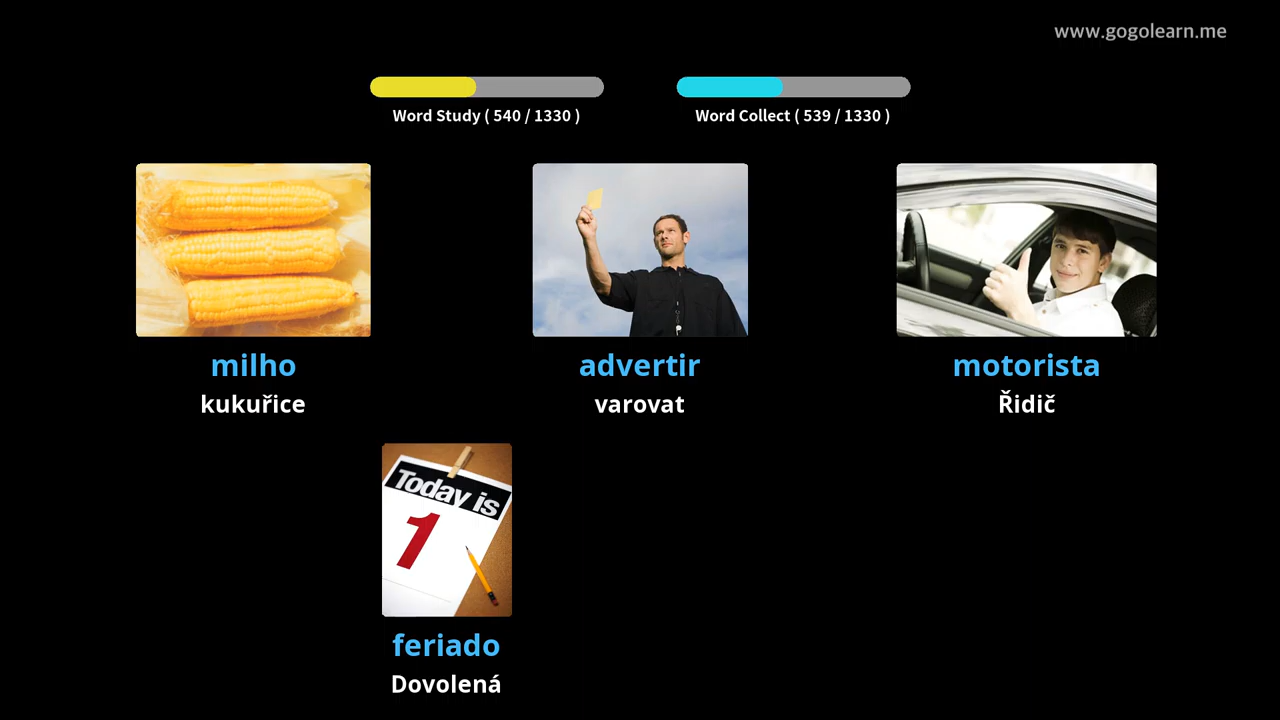 www.gogolearn.me
Word Study ( 540 / 1330 )
Word Collect ( 539 / 1330 )
milho
kukuřice
advertir
varovat
motorista
Řidič
Today is
1
feriado
Dovolená